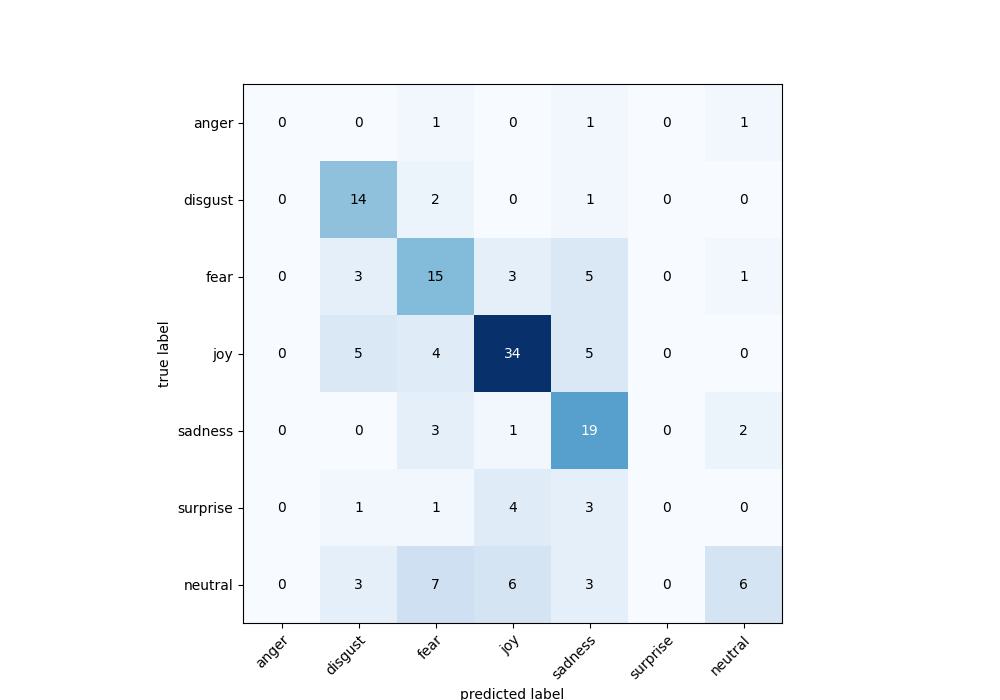 anger 0 0 1 0 1 0 1
disgust 0 14 2 0 1 0 0
fear 0 3 15 3 5 0 1
joy 0 5 4 34 5 0 0
sadness 0 0 3 1 19 0 2
surprise 0 1 1 4 3 0 0
neutral 0 3 7 6 3 0 6
true label
anger disgust fear joy sadness surprise neutral
predicted label